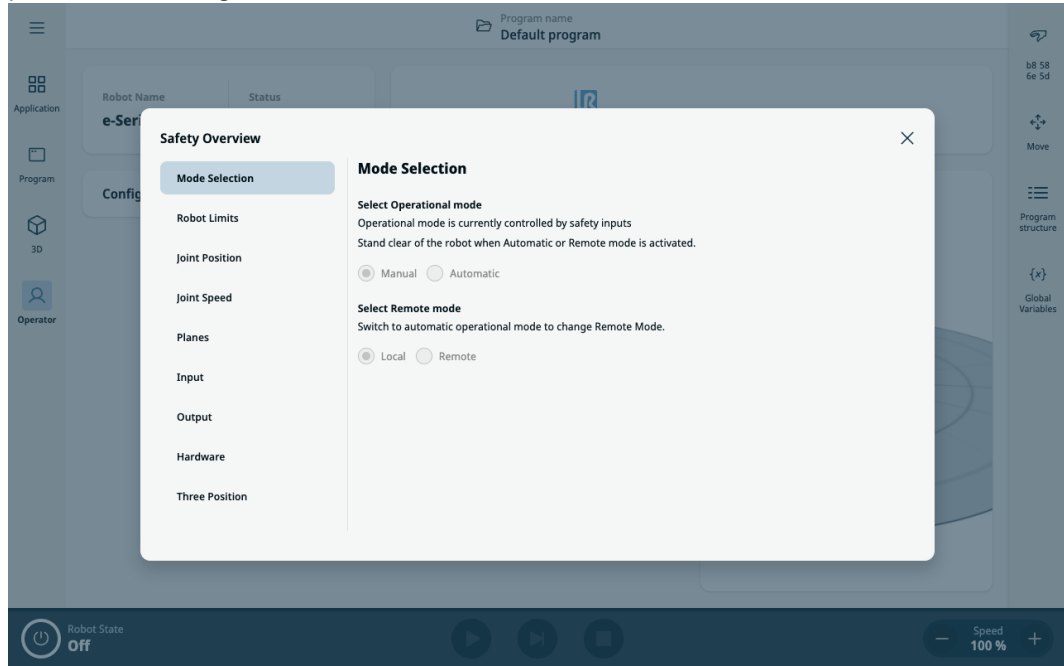 Program name
Default program
b8 58
6e 5d
Application
Robot Name
Status
e-Seri
Move
Program
Config
Program
structure
3D
Global
Variables
Operator
Safety Overview
Mode Selection
Robot Limits
Joint Position
Joint Speed
Planes
Input
Output
Hardware
Three Position
Mode Selection
Select Operational mode
Operational mode is currently controlled by safety inputs
Stand clear of the robot when Automatic or Remote mode is activated.
Manual Automatic
Select Remote mode
Switch to automatic operational mode to change Remote Mode.
Local Remote
Robot State
Off
Speed
100 %